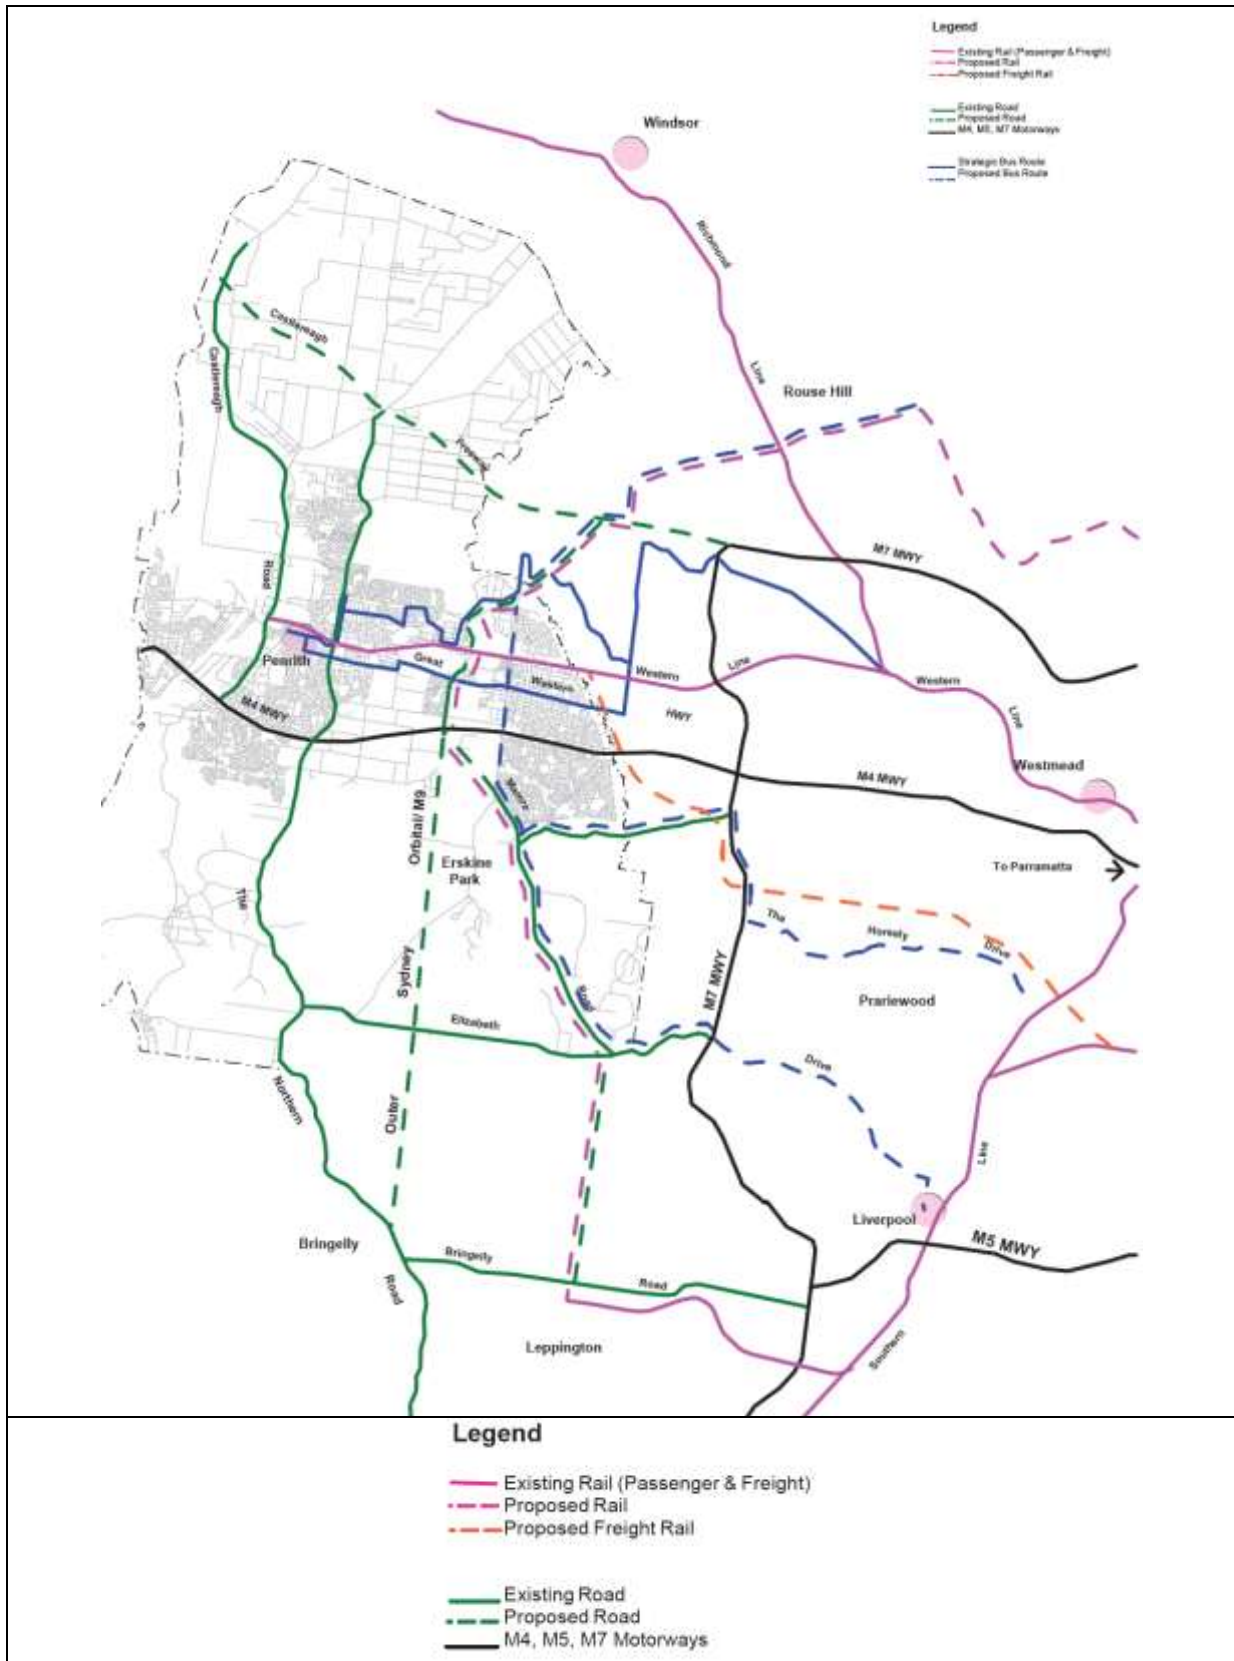 Legend
Existing Rail (Passenger & Freight)
Proposed Rail
Proposed Freight Rail
Existing Road
Proposed Road
M4, M5, M7 Motorways
Strategic Bus Route
Proposed Bus Route
Windsor
Richmond
Line
Rouse Hill
Castlereagh
Castlereagh
Freeway
Road
M7 MWY
Penrith
Great
Western
Western
Line
Western
Line
HWY
M4 MWY
Westmead
M4 MWY
Mamre
Orbital/ M9
Erskine
Park
To Parramatta
The
The
Horsely
Drive
Sydney
M7 MWY
Road
Prariewood
Elizabeth
Drive
Northern
Outer
Line
Liverpool
M5 MWY
Bringelly
Bringelly
Road
Road
Leppington
Southern
Legend
Existing Rail (Passenger & Freight)
Proposed Rail
Proposed Freight Rail
Existing Road
Proposed Road
M4, M5, M7 Motorways